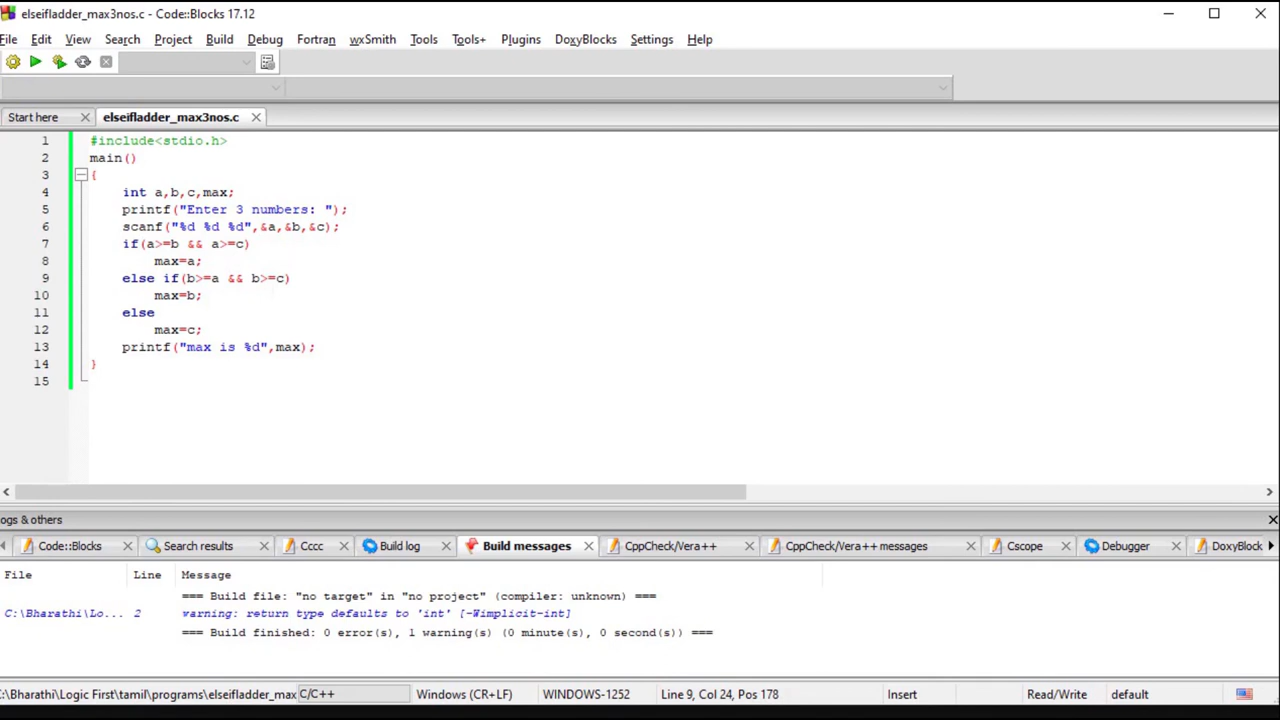 elseifladder_max3nos.c - Code::Blocks 17.12
File Edit View Search Project Build Debug Fortran wxSmith Tools Tools+ Plugins DoxyBlocks Settings Help
Start here elseifladder_max3nos.c
1 #include<stdio.h>
2 main()
3 {
4 int a,b,c,max;
5 printf("Enter 3 numbers: ");
6 scanf("%d %d %d",&a,&b,&c);
7 if(a>=b && a>=c)
8 max=a;
9 else if(b>=a && b>=c)
10 max=b;
11 else
12 max=c;
13 printf("max is %d",max);
14 }
15
ogs & others
Code::Blocks Search results Cccc Build log Build messages CppCheck/Vera++ CppCheck/Vera++ messages Cscope Debugger DoxyBlock
File Line Message
=== Build file: "no target" in "no project" (compiler: unknown) ===
C:\Bharathi\Lo... 2 warning: return type defaults to 'int' [-Wimplicit-int]
=== Build finished: 0 error(s), 1 warning(s) (0 minute(s), 0 second(s)) ===
C:\Bharathi\Logic First\tamil\programs\elseifladder_max C/C++ Windows (CR+LF) WINDOWS-1252 Line 9, Col 24, Pos 178 Insert Read/Write default